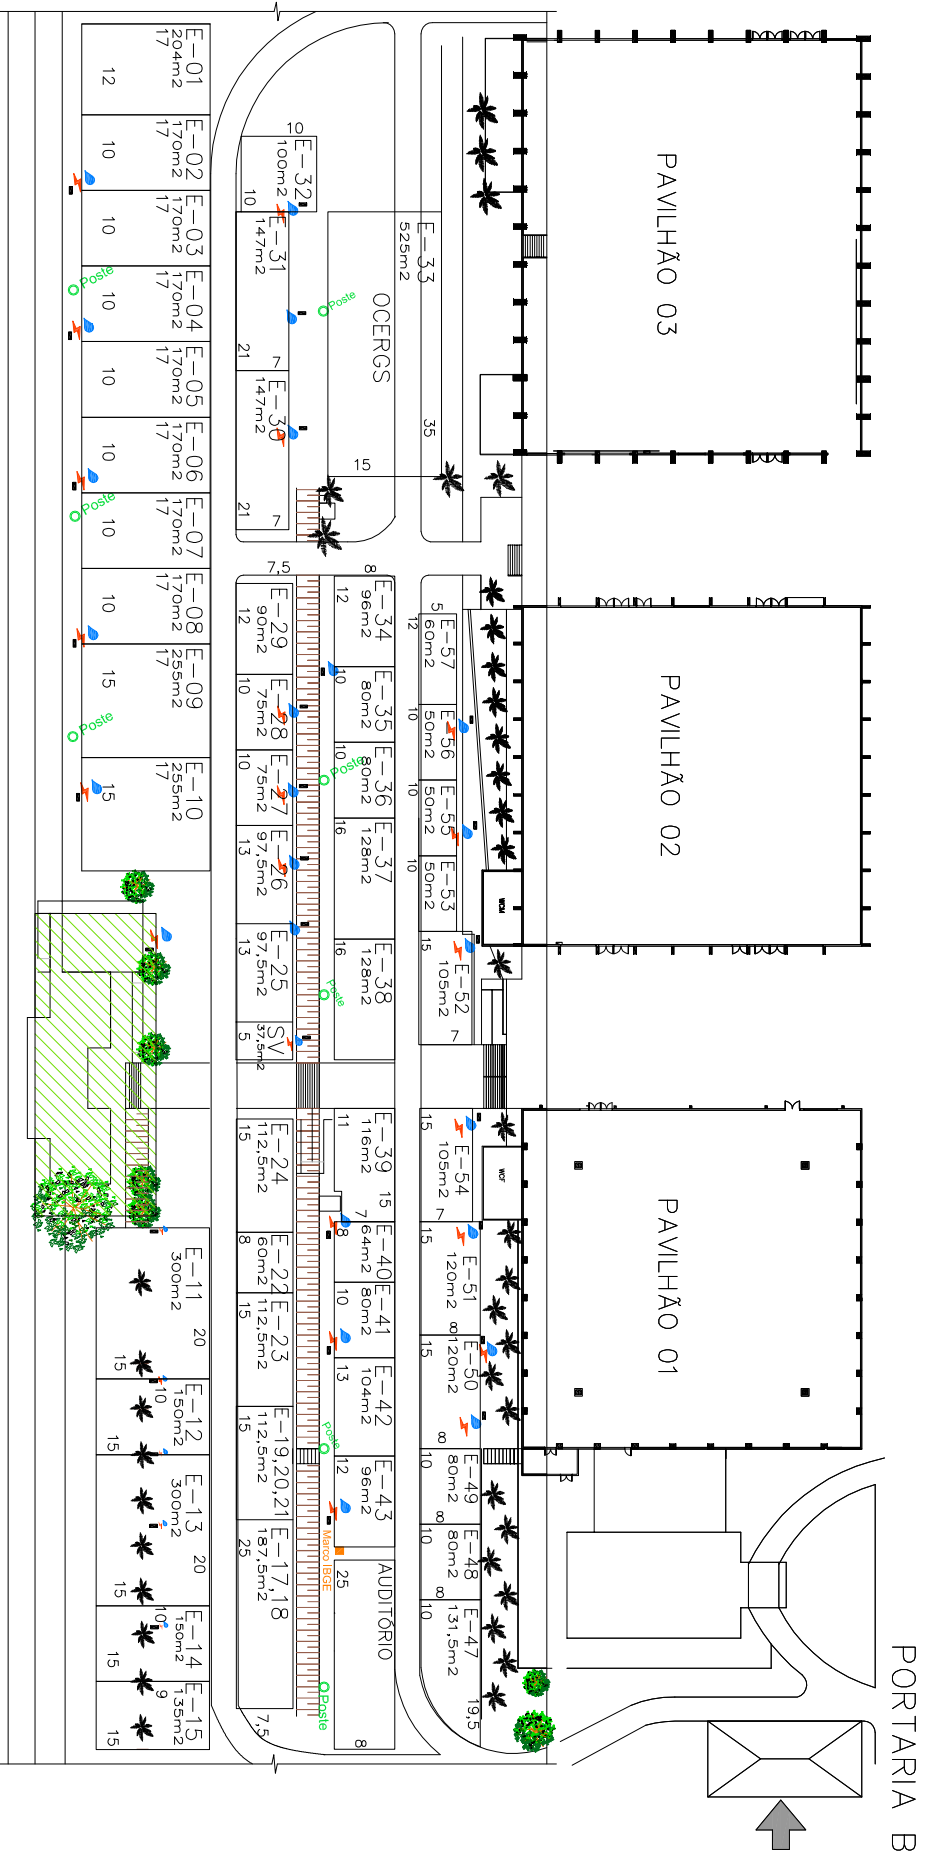 E-01
204m2
17
12
E-02
170m2
17
10
E-03
170m2
17
10
E-04
170m2
17
10
E-05
170m2
17
10
E-06
170m2
17
10
E-07
170m2
17
10
E-08
170m2
17
10
E-09
255m2
17
15
E-10
255m2
17
15
Poste
Poste
Poste
E-11
300m2
20
15
E-12
150m2
10
15
E-13
300m2
20
15
E-14
150m2
10
15
E-15
135m2
9
15
E-32
100m2
10
10
E-31
147m2
21
7
E-30
147m2
21
7
E-33
525m2
OCERGS
35
15
Poste
7,5
E-29
90m2
12
E-28
75m2
10
E-27
75m2
10
E-26
97,5m2
13
E-25
97,5m2
13
SV
37,5m2
5
E-24
112,5m2
15
E-22
60m2
8
E-23
112,5m2
15
E-19,20,21
112,5m2
15
E-17,18
187,5m2
25
7,5
8
E-34
96m2
12
E-35
80m2
10
E-36
80m2
10
E-37
128m2
16
E-38
128m2
16
Poste
Poste
E-39
116m2
11
15
7
E-40
64m2
8
E-41
80m2
10
E-42
104m2
13
E-43
96m2
12
Poste
Marco IBGE
AUDITÓRIO
25
8
Poste
E-57
60m2
5
12
E-56
50m2
10
E-55
50m2
10
E-53
50m2
10
E-52
105m2
15
7
E-54
105m2
15
7
E-51
120m2
15
8
E-50
120m2
15
8
E-49
80m2
10
8
E-48
80m2
10
8
E-47
131,5m2
10
19,5
PAVILHÃO 03
PAVILHÃO 02
WCM
PAVILHÃO 01
WCF
PORTARIA B